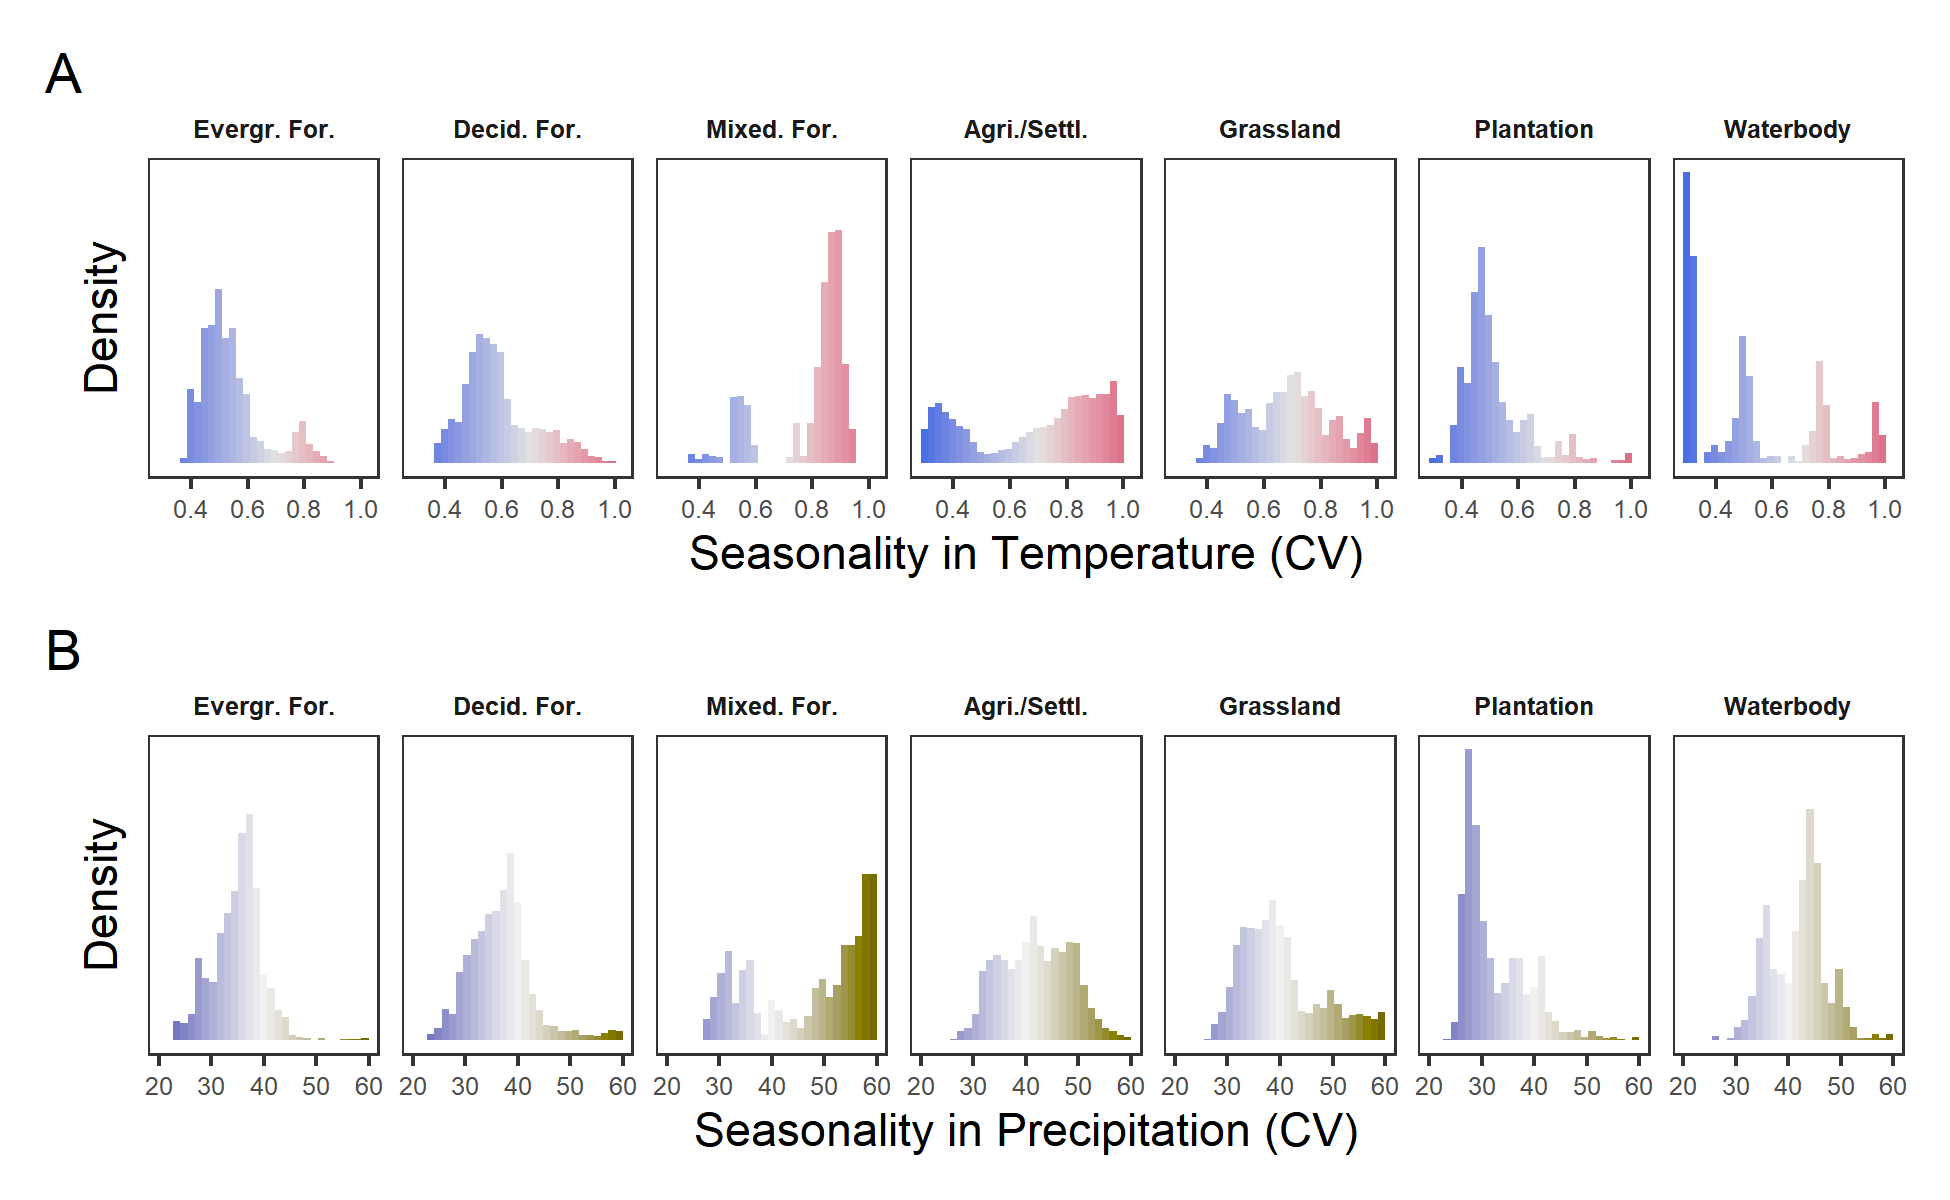 A
Evergr. For. Decid. For. Mixed. For. Agri./Settl. Grassland Plantation Waterbody
Density
0.4 0.6 0.8 1.0 0.4 0.6 0.8 1.0 0.4 0.6 0.8 1.0 0.4 0.6 0.8 1.0 0.4 0.6 0.8 1.0 0.4 0.6 0.8 1.0 0.4 0.6 0.8 1.0
Seasonality in Temperature (CV)
B
Evergr. For. Decid. For. Mixed. For. Agri./Settl. Grassland Plantation Waterbody
Density
20 30 40 50 60 20 30 40 50 60 20 30 40 50 60 20 30 40 50 60 20 30 40 50 60 20 30 40 50 60 20 30 40 50 60
Seasonality in Precipitation (CV)